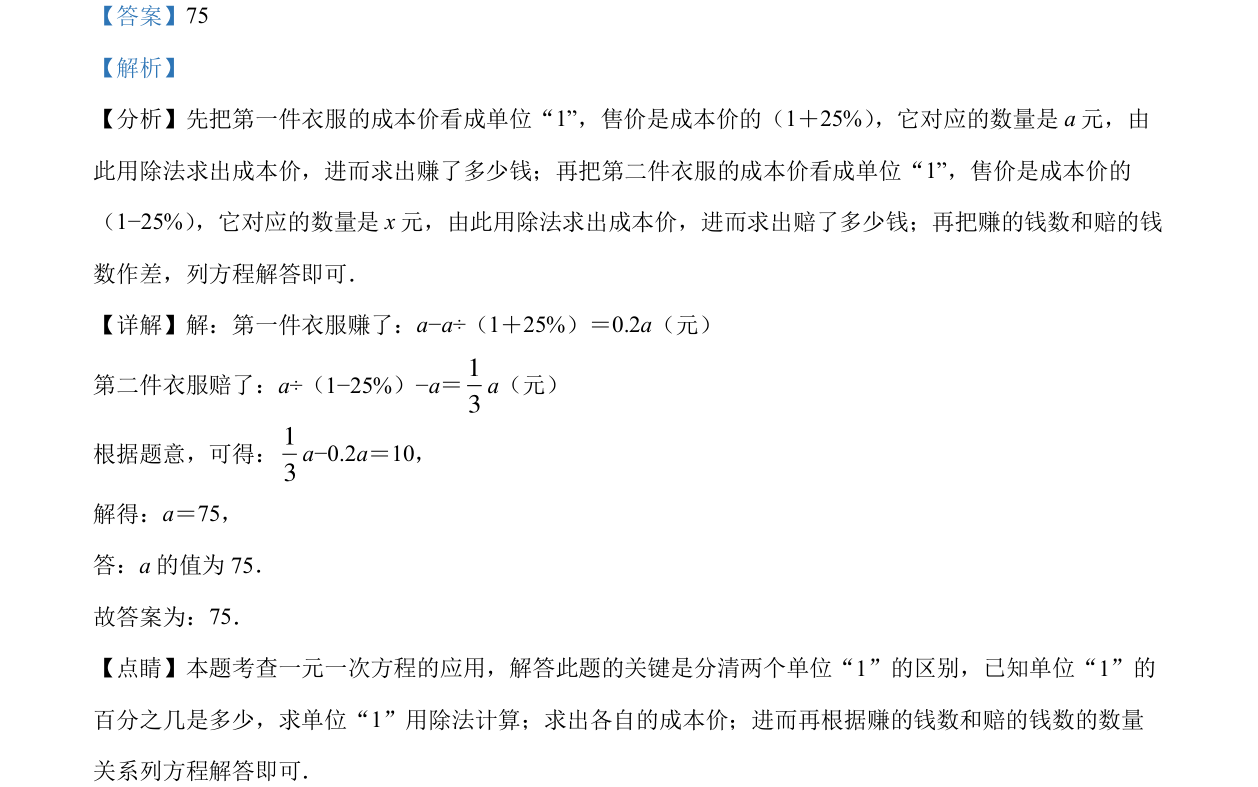 【答案】75
【解析】
【分析】先把第一件衣服的成本价看成单位“1”，售价是成本价的（1＋25%），它对应的数量是 a 元，由
此用除法求出成本价，进而求出赚了多少钱；再把第二件衣服的成本价看成单位“1”，售价是成本价的
（1−25%），它对应的数量是 x 元，由此用除法求出成本价，进而求出赔了多少钱；再把赚的钱数和赔的钱
数作差，列方程解答即可．
【详解】解：第一件衣服赚了：a−a÷（1＋25%）＝0.2a（元）
第二件衣服赔了：a÷（1−25%）−a＝1/3 a（元）
根据题意，可得：1/3 a−0.2a＝10，
解得：a＝75，
答：a 的值为 75．
故答案为：75．
【点睛】本题考查一元一次方程的应用，解答此题的关键是分清两个单位“1”的区别，已知单位“1”的
百分之几是多少，求单位“1”用除法计算；求出各自的成本价；进而再根据赚的钱数和赔的钱数的数量
关系列方程解答即可．